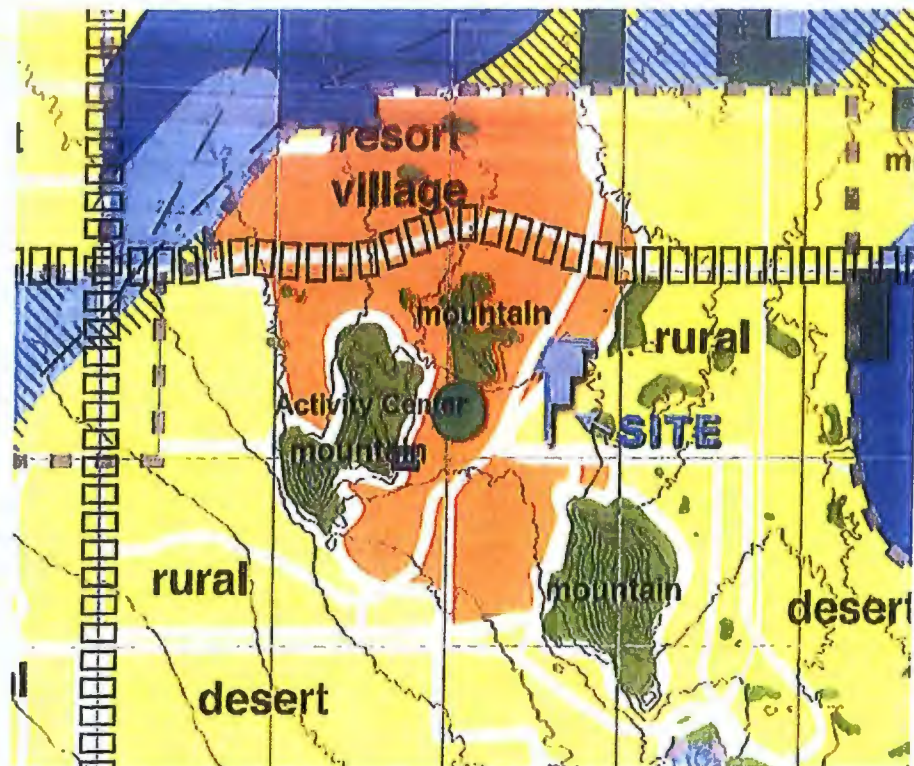 resort
village
mountain
rural
Activity Center
SITE
mountain
rural
mountain
desert
desert